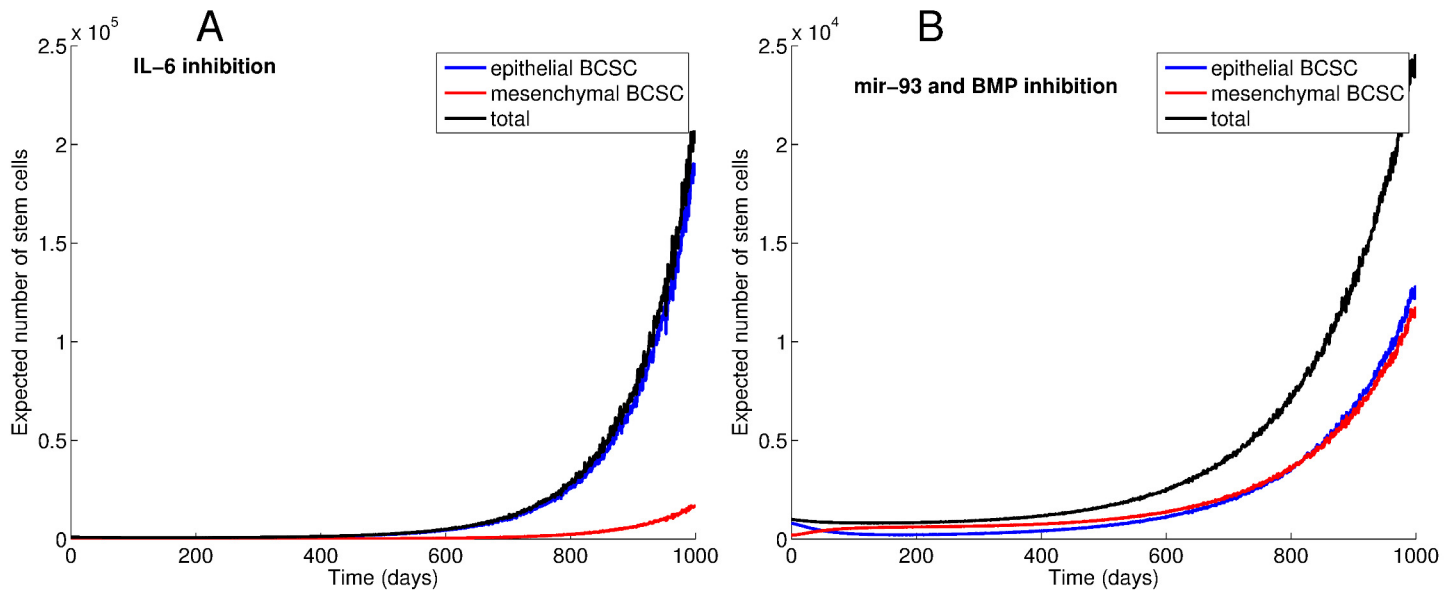 A
x 10^5
IL–6 inhibition
epithelial BCSC
mesenchymal BCSC
total
2.5
2
1.5
1
0.5
0
Expected number of stem cells
0
200
400
600
800
1000
Time (days)
B
x 10^4
mir–93 and BMP inhibition
epithelial BCSC
mesenchymal BCSC
total
2.5
2
1.5
1
0.5
0
Expected number of stem cells
0
200
400
600
800
1000
Time (days)